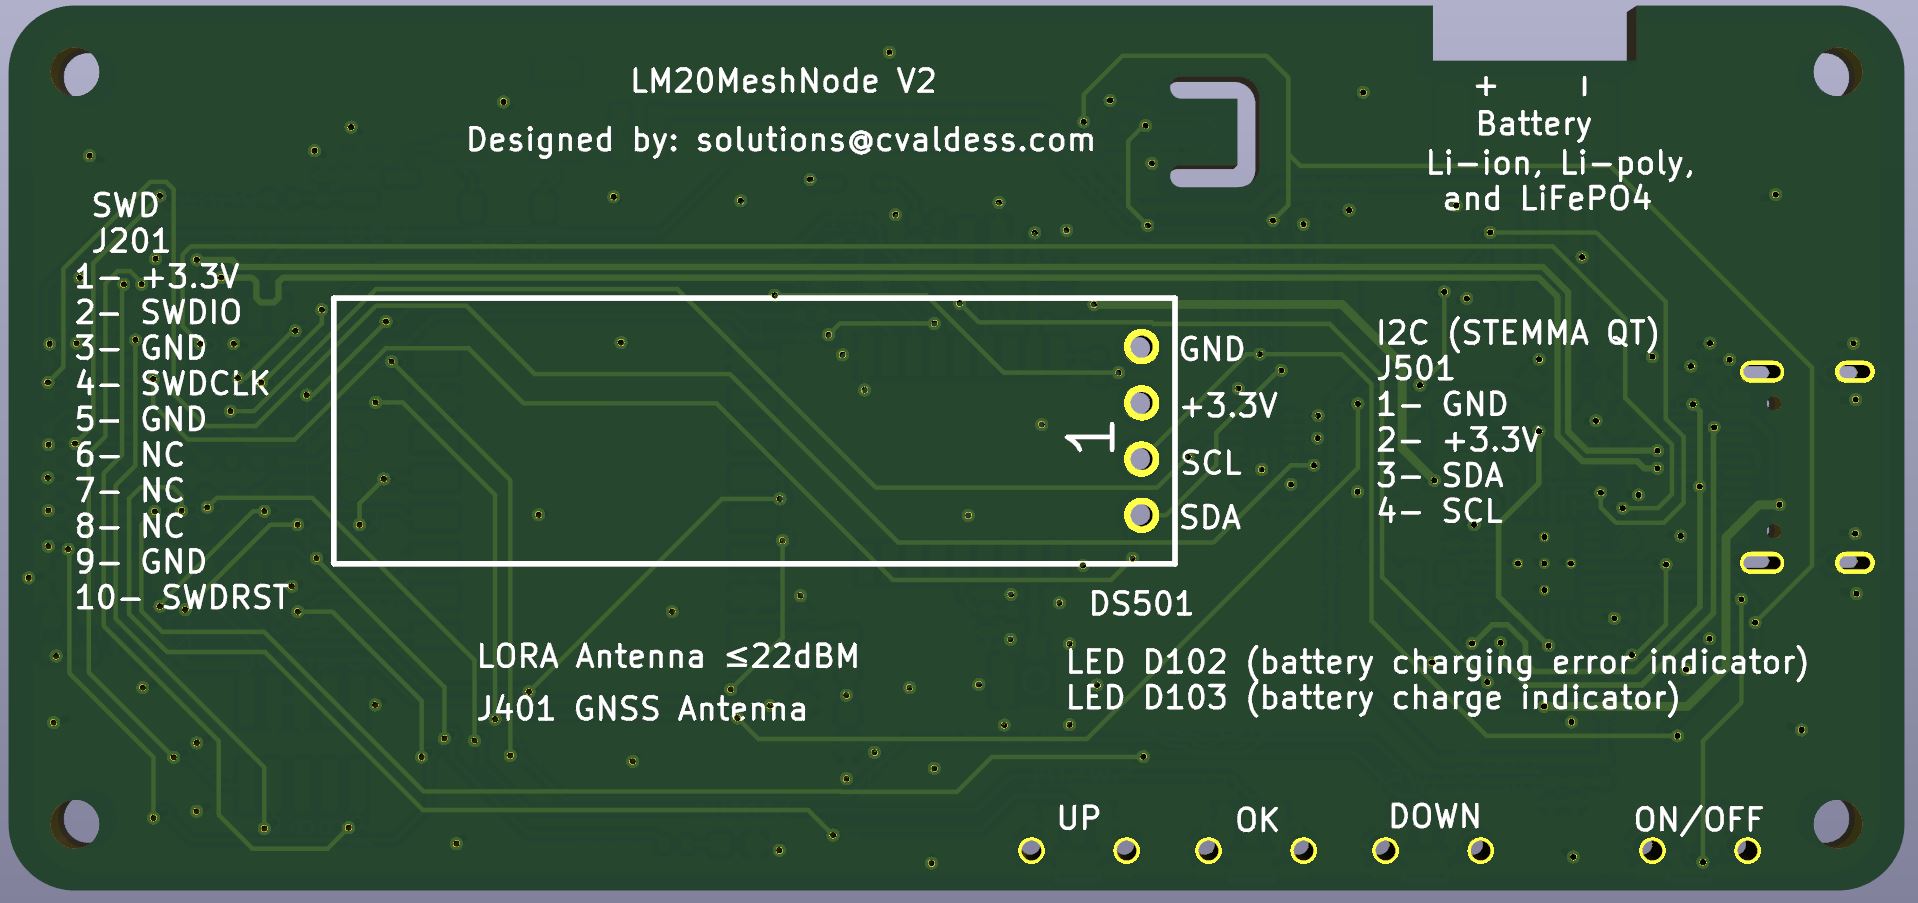 LM20MeshNode V2
Designed by: solutions@cvaldess.com
+ -
Battery
Li-ion, Li-poly,
and LiFePO4
SWD
J201
1- +3.3V
2- SWDIO
3- GND
4- SWDCLK
5- GND
6- NC
7- NC
8- NC
9- GND
10- SWDRST
GND
+3.3V
1
SCL
SDA
DS501
I2C (STEMMA QT)
J501
1- GND
2- +3.3V
3- SDA
4- SCL
LORA Antenna ≤22dBM
J401 GNSS Antenna
LED D102 (battery charging error indicator)
LED D103 (battery charge indicator)
UP
OK
DOWN
ON/OFF